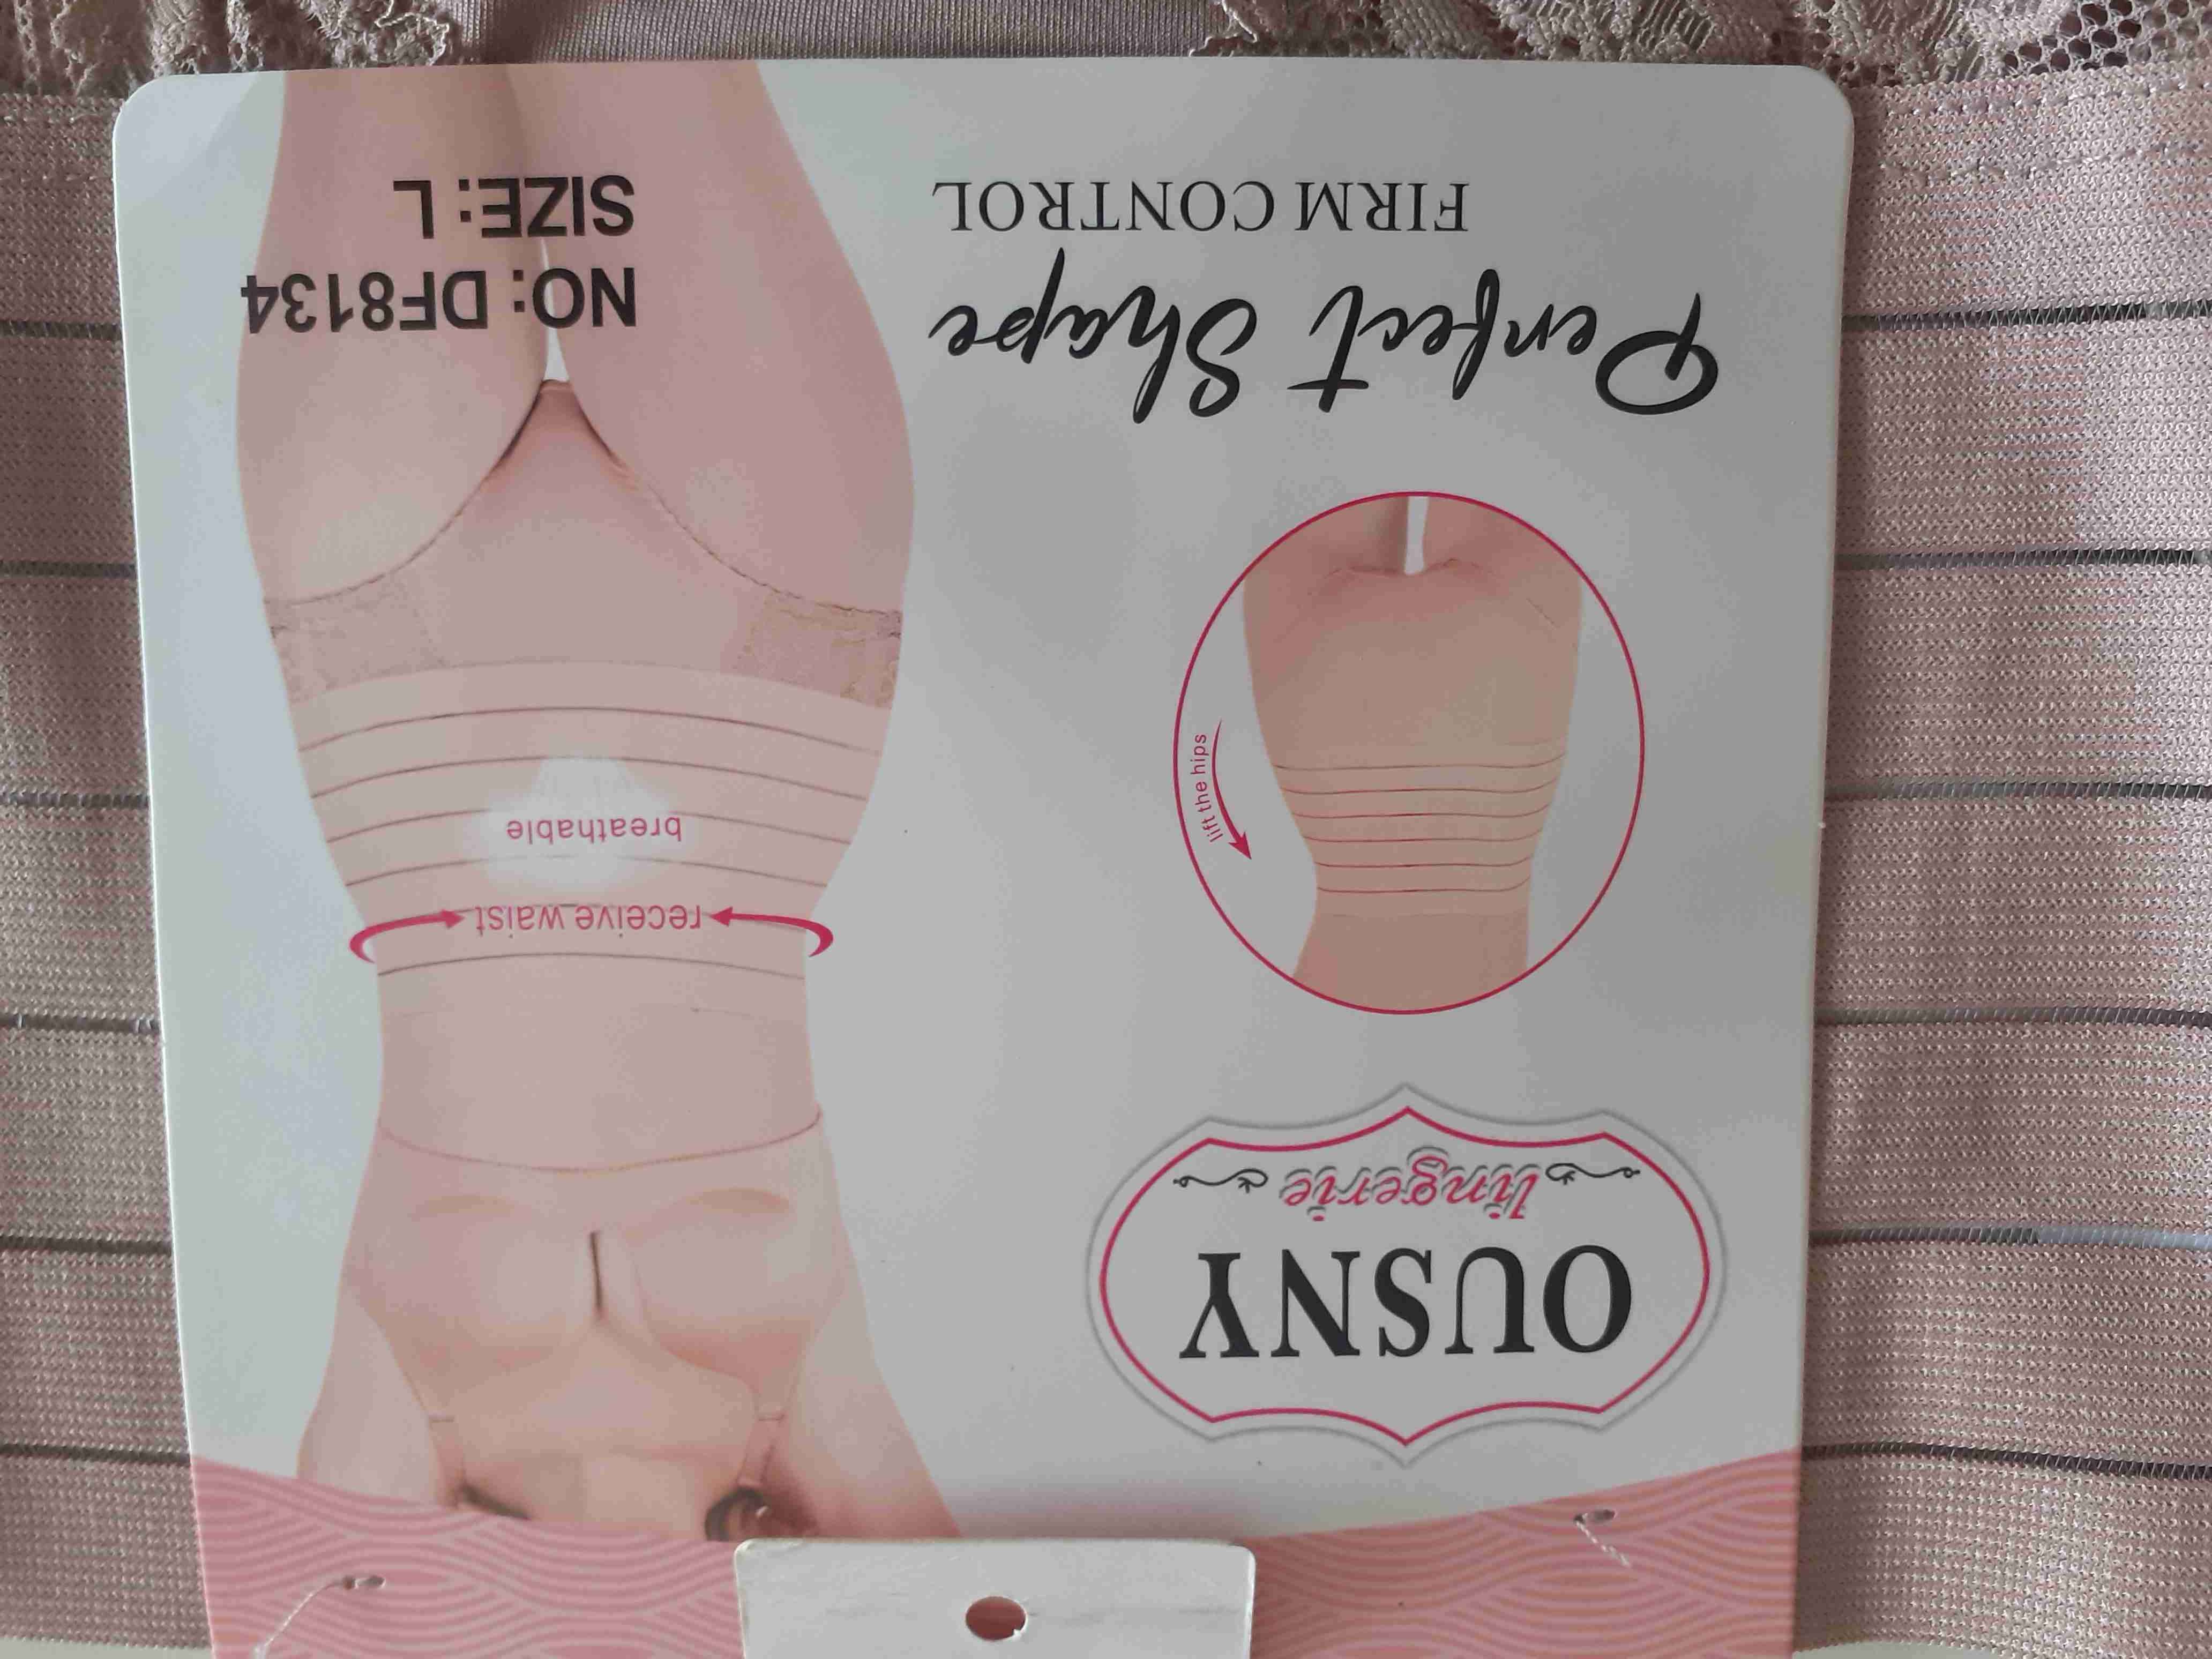 OUSNY
lingerie
lift the hips
receive waist
breathable
Perfect Shape
FIRM CONTROL
NO: DF8134
SIZE: L